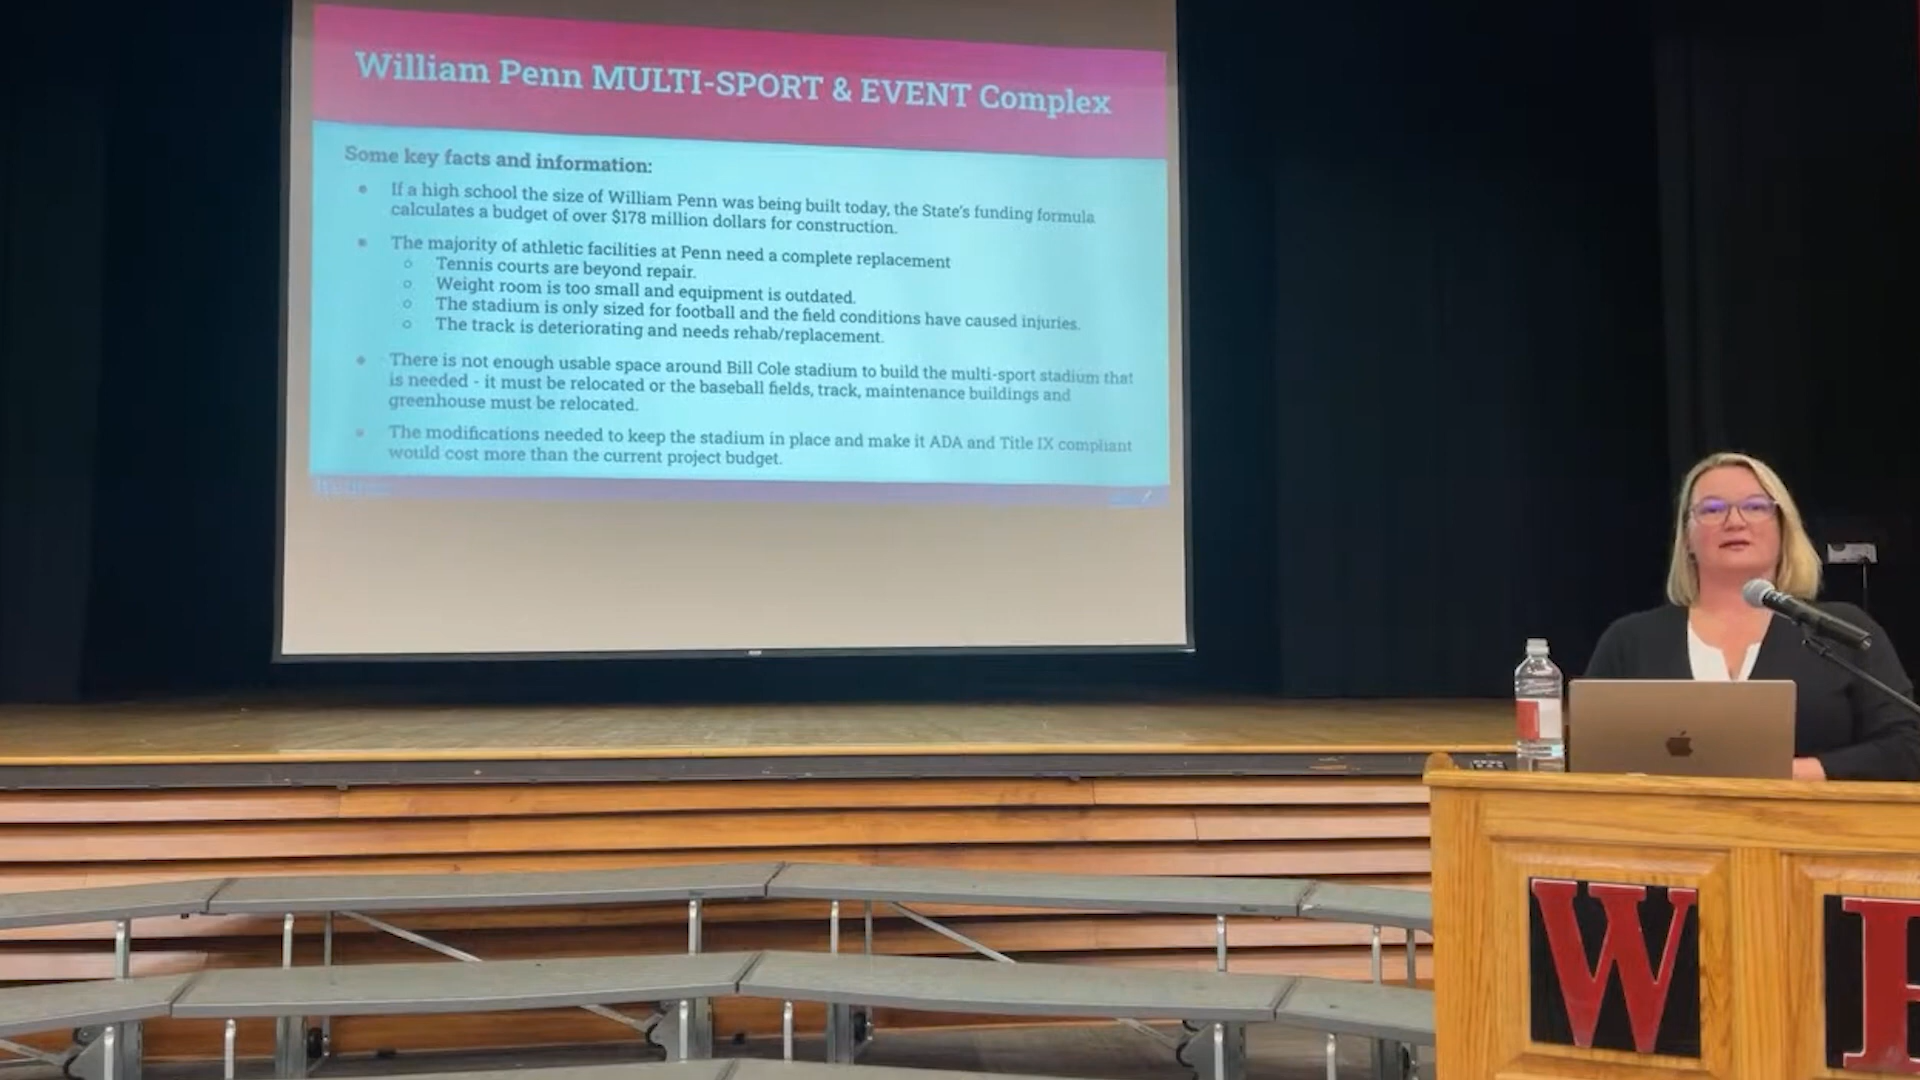 William Penn MULTI-SPORT & EVENT Complex
Some key facts and information:
If a high school the size of William Penn was being built today, the State's funding formula
calculates a budget of over $178 million dollars for construction.
The majority of athletic facilities at Penn need a complete replacement
Tennis courts are beyond repair.
Weight room is too small and equipment is outdated.
The stadium is only sized for football and the field conditions have caused injuries.
The track is deteriorating and needs rehab/replacement.
There is not enough usable space around Bill Cole stadium to build the multi-sport stadium that
is needed - it must be relocated or the baseball fields, track, maintenance buildings and
greenhouse must be relocated.
The modifications needed to keep the stadium in place and make it ADA and Title IX compliant
would cost more than the current project budget.
W